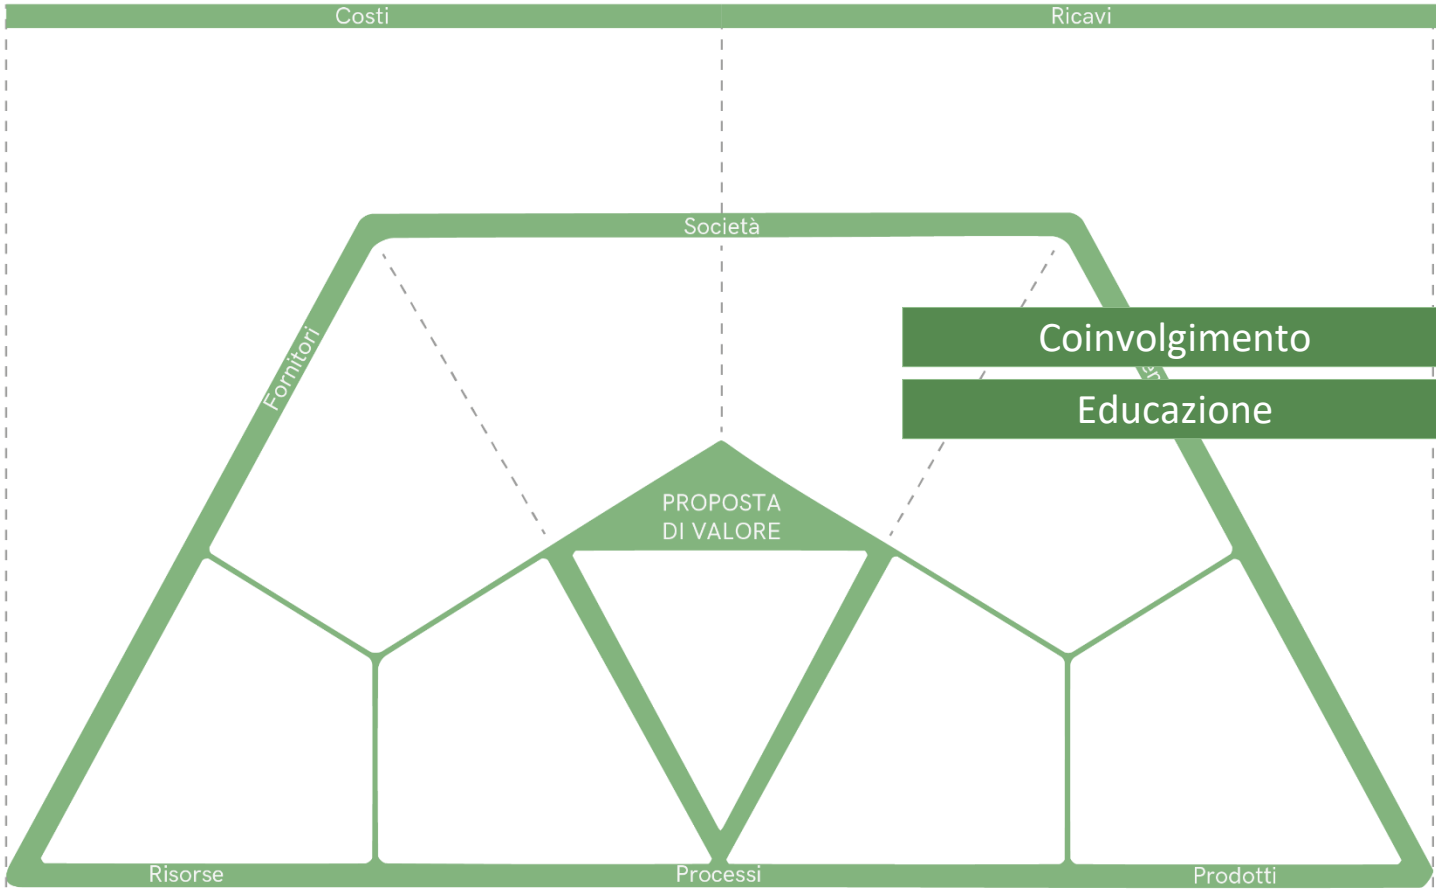 Costi
Ricavi
Società
Fornitori
Coinvolgimento
Educazione
PROPOSTA
DI VALORE
Risorse
Processi
Prodotti